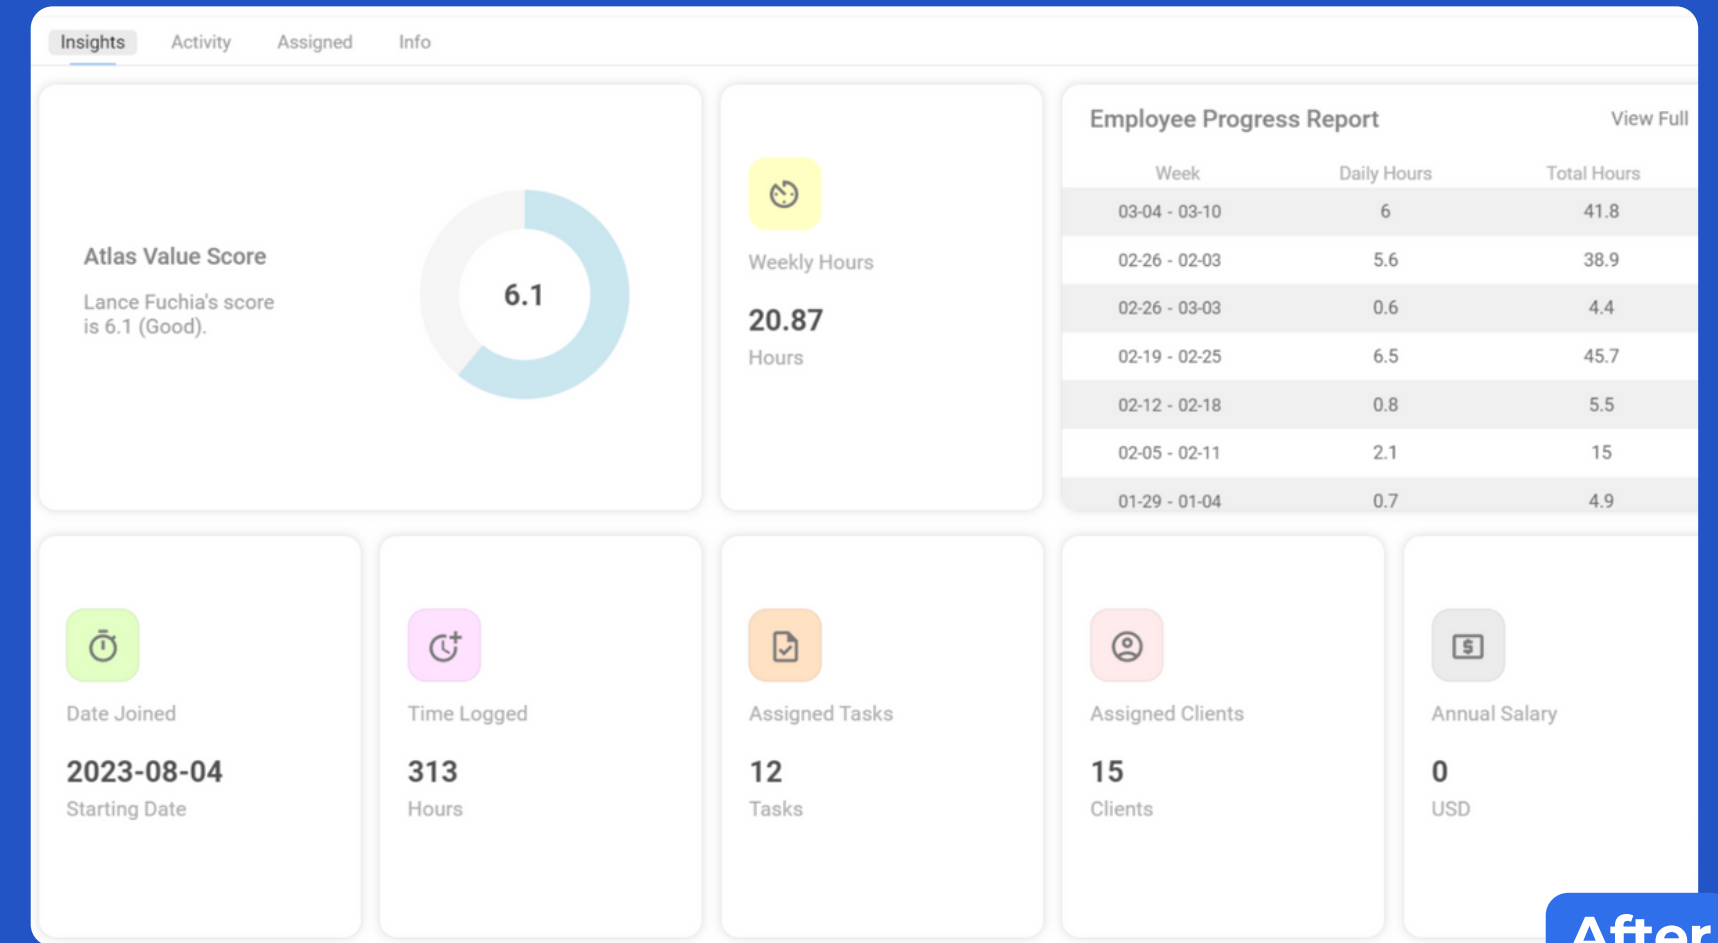 Insights Activity Assigned Info
Atlas Value Score
Lance Fuchia's score
is 6.1 (Good).
6.1
Weekly Hours
20.87
Hours
Employee Progress Report View Full
Week Daily Hours Total Hours
03-04 - 03-10 6 41.8
02-26 - 02-03 5.6 38.9
02-26 - 03-03 0.6 4.4
02-19 - 02-25 6.5 45.7
02-12 - 02-18 0.8 5.5
02-05 - 02-11 2.1 15
01-29 - 01-04 0.7 4.9
Date Joined
2023-08-04
Starting Date
Time Logged
313
Hours
Assigned Tasks
12
Tasks
Assigned Clients
15
Clients
$
Annual Salary
0
USD
After